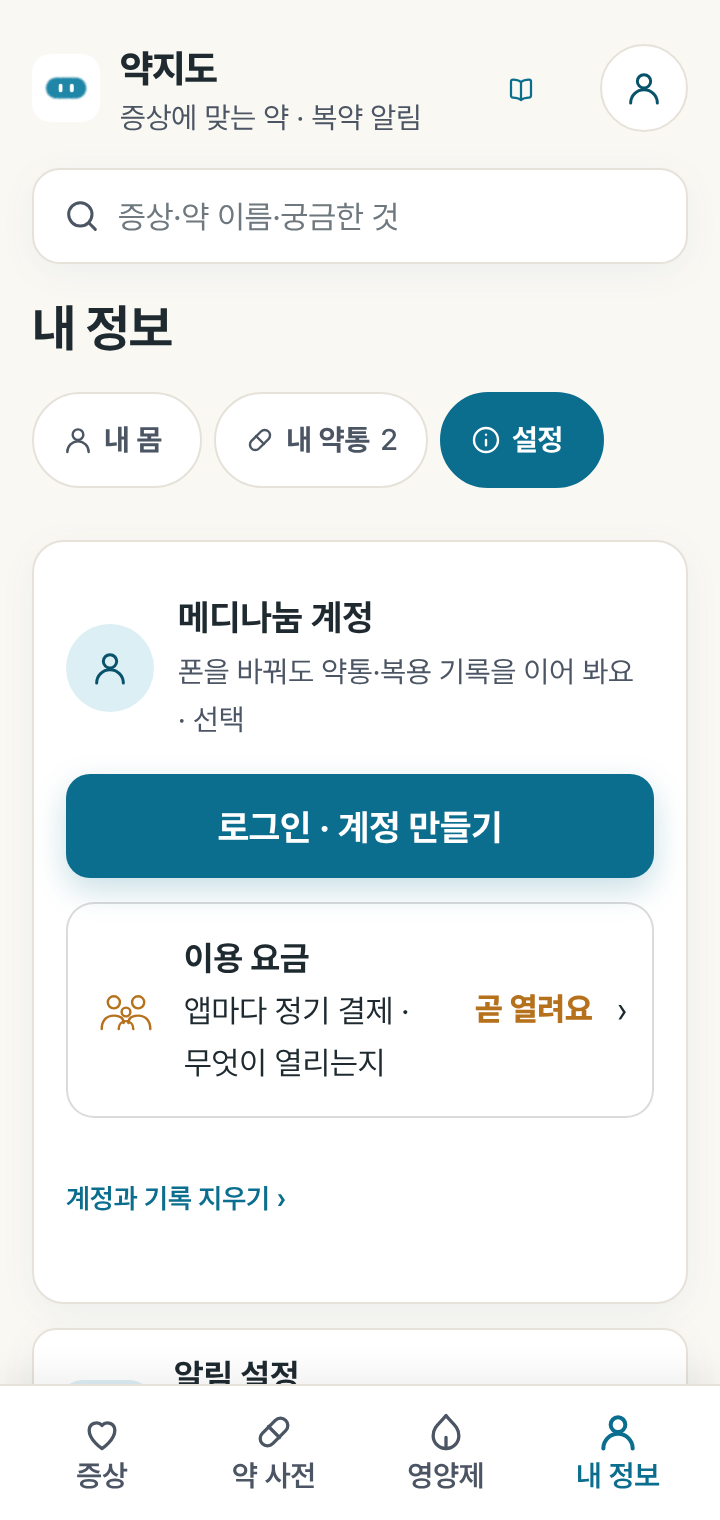 약지도
증상에 맞는 약 · 복약 알림
증상·약 이름·궁금한 것
내 정보
내 몸
내 약통 2
설정
메디나눔 계정
폰을 바꿔도 약통·복용 기록을 이어 봐요
· 선택
로그인 · 계정 만들기
이용 요금
앱마다 정기 결제 ·
무엇이 열리는지
곧 열려요 ›
계정과 기록 지우기 ›
알림 설정
증상
약 사전
영양제
내 정보